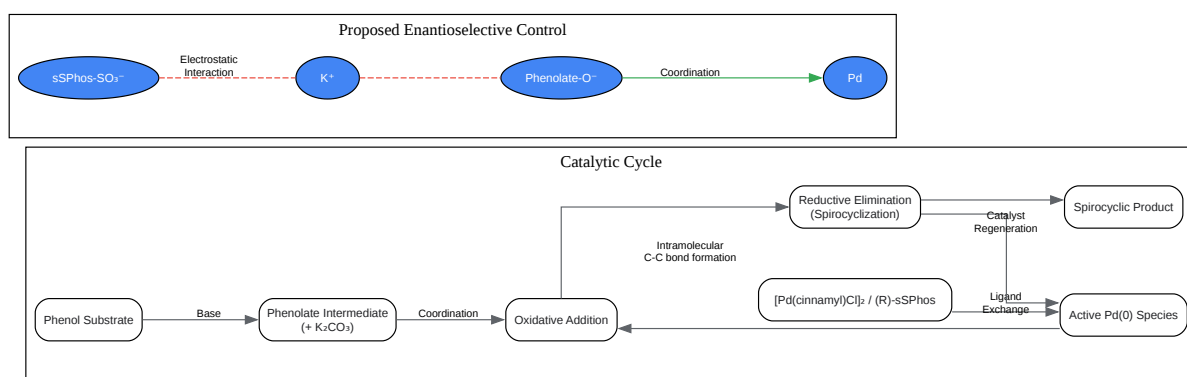 Proposed Enantioselective Control
Electrostatic
Interaction
sSPhos-SO₃⁻
K⁺
Phenolate-O⁻
Coordination
Pd
Catalytic Cycle
Reductive Elimination
(Spirocyclization)
Spirocyclic Product
Catalyst
Regeneration
Intramolecular
C-C bond formation
[Pd(cinnamyl)Cl]₂ / (R)-sSPhos
Ligand
Exchange
Phenol Substrate
Base
Phenolate Intermediate
(+ K₂CO₃)
Coordination
Oxidative Addition
Active Pd(0) Species